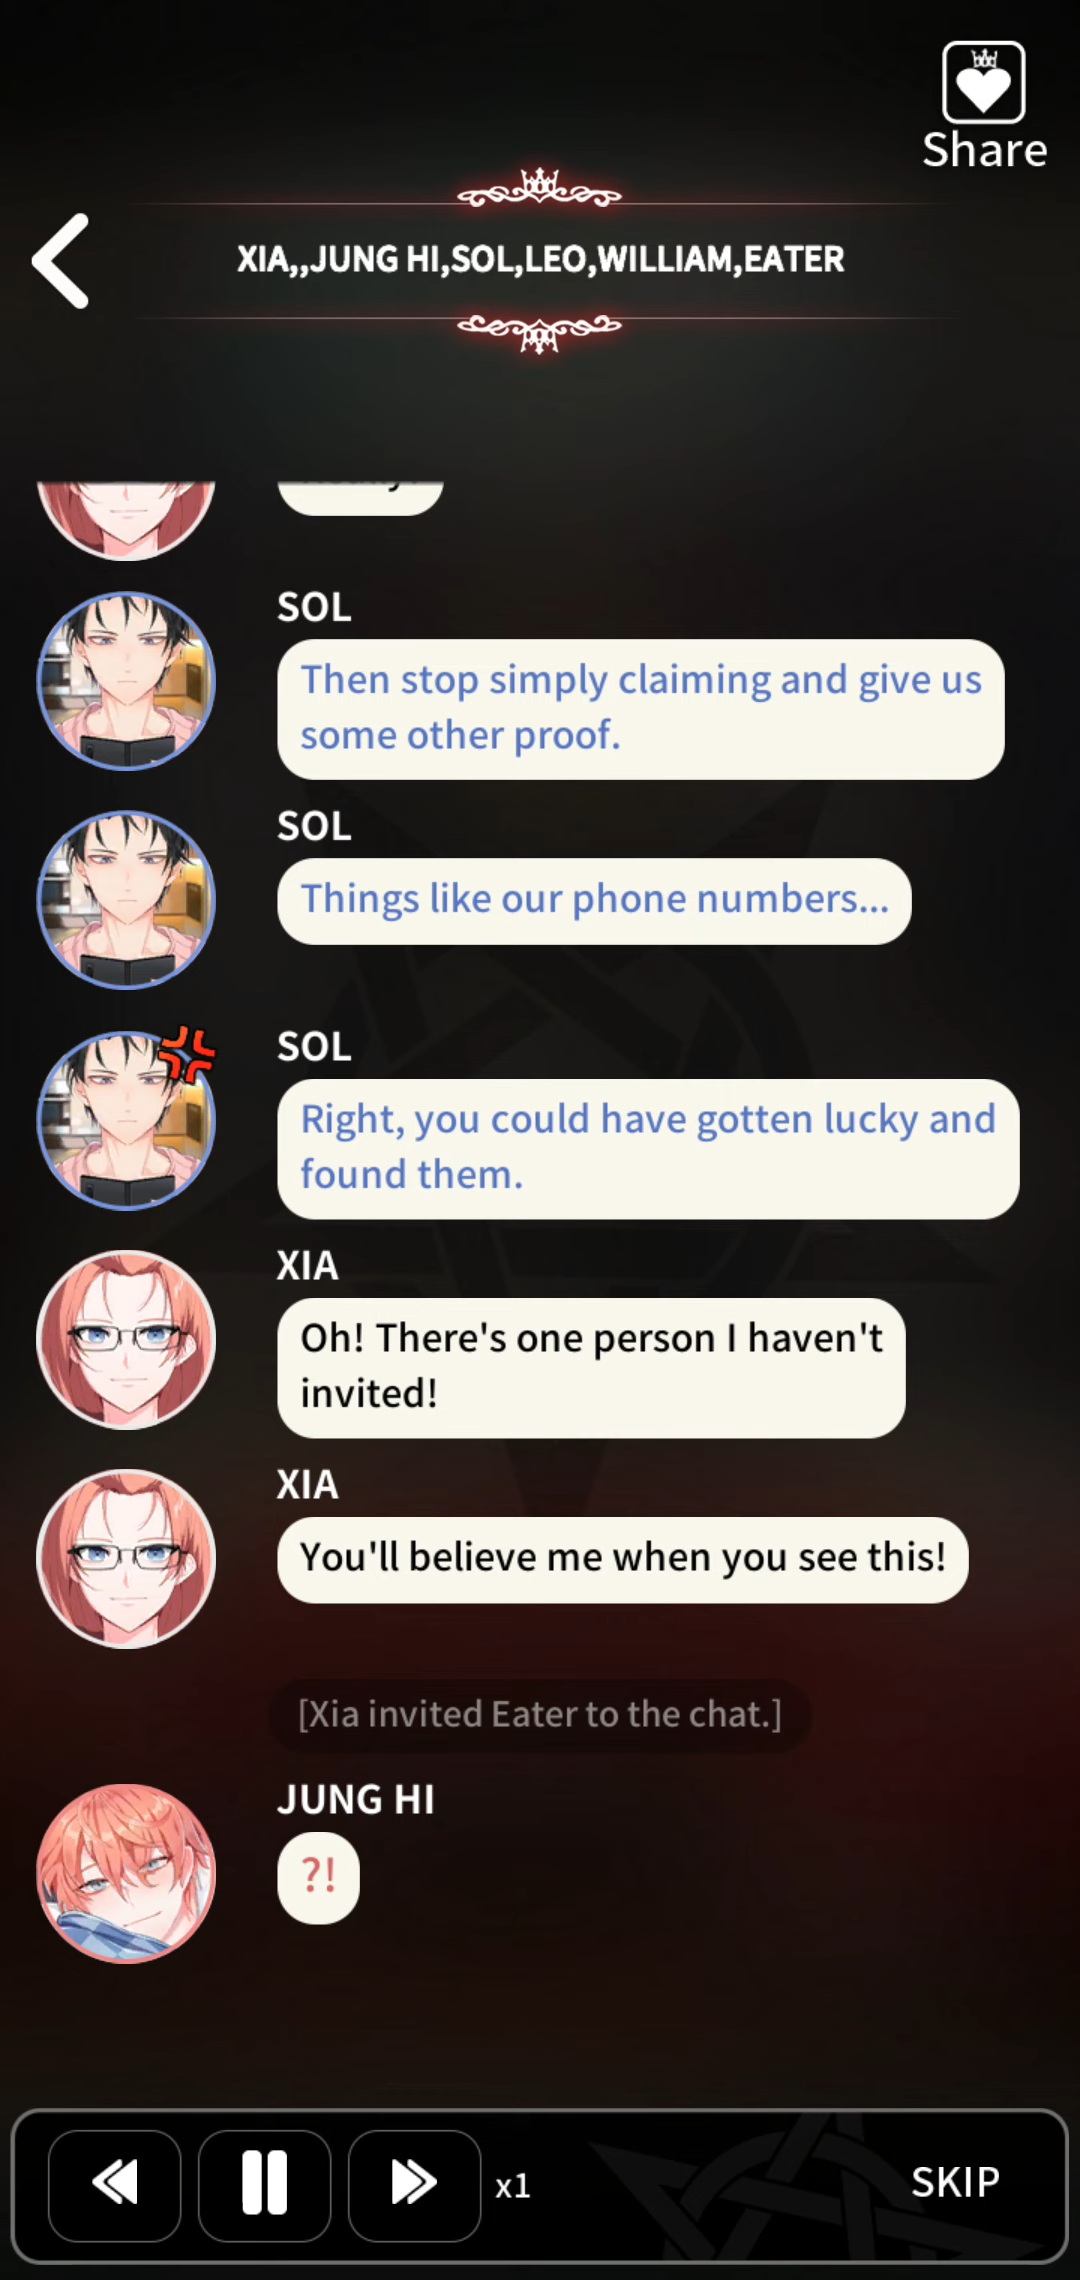 Share
XIA,,JUNG HI,SOL,LEO,WILLIAM,EATER
SOL
Then stop simply claiming and give us
some other proof.
SOL
Things like our phone numbers...
SOL
Right, you could have gotten lucky and
found them.
XIA
Oh! There's one person I haven't
invited!
XIA
You'll believe me when you see this!
[Xia invited Eater to the chat.]
JUNG HI
?!
x1
SKIP